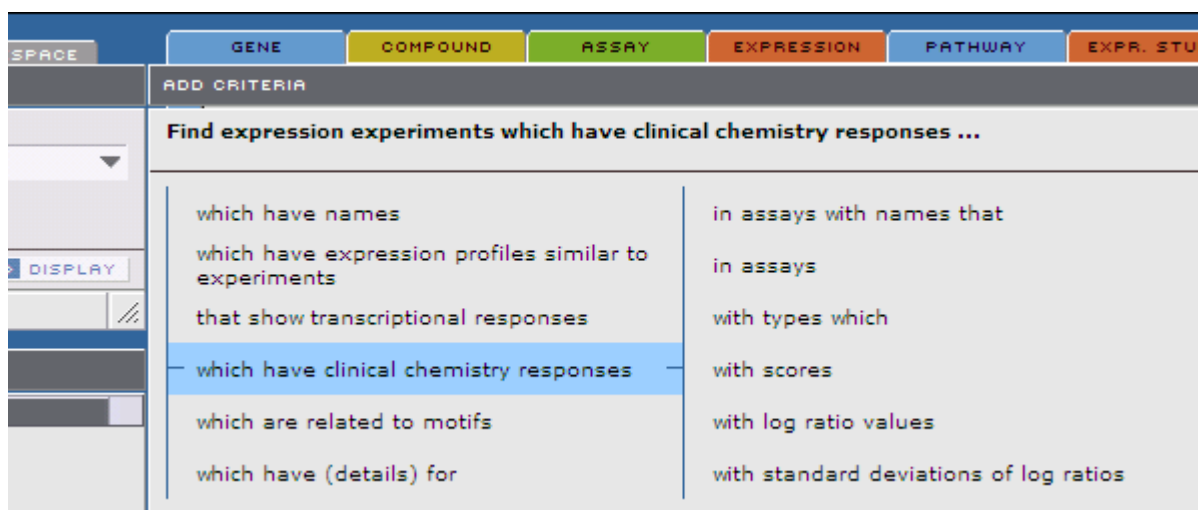 SPACE
GENE COMPOUND ASSAY EXPRESSION PATHWAY EXPR. STU
ADD CRITERIA
Find expression experiments which have clinical chemistry responses ...
which have names
which have expression profiles similar to
experiments
that show transcriptional responses
which have clinical chemistry responses
which are related to motifs
which have (details) for
in assays with names that
in assays
with types which
with scores
with log ratio values
with standard deviations of log ratios
DISPLAY